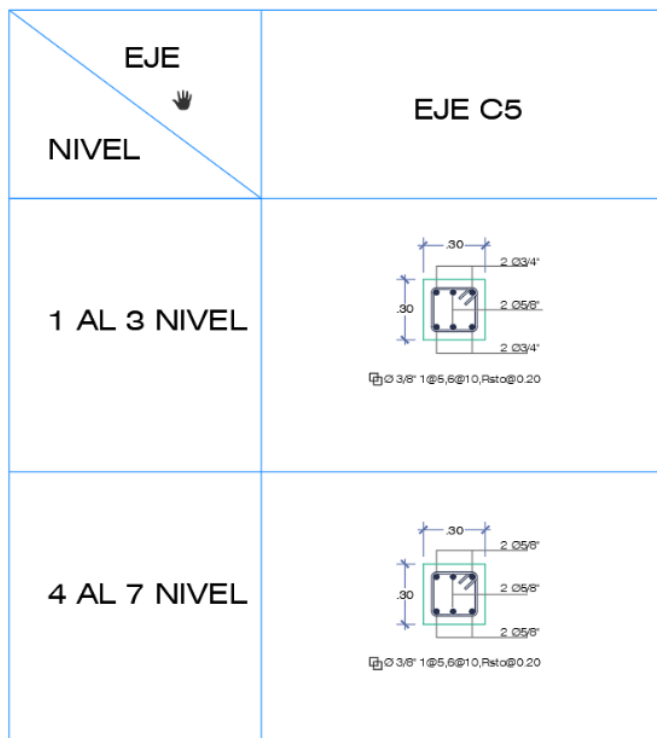 EJE
NIVEL
EJE C5
1 AL 3 NIVEL
.30
2 Ø3/4"
.30
2 Ø5/8"
2 Ø3/4"
Ø 3/8" 1@5,6@10,Rsto@0.20
4 AL 7 NIVEL
.30
2 Ø5/8"
.30
2 Ø5/8"
2 Ø5/8"
Ø 3/8" 1@5,6@10,Rsto@0.20